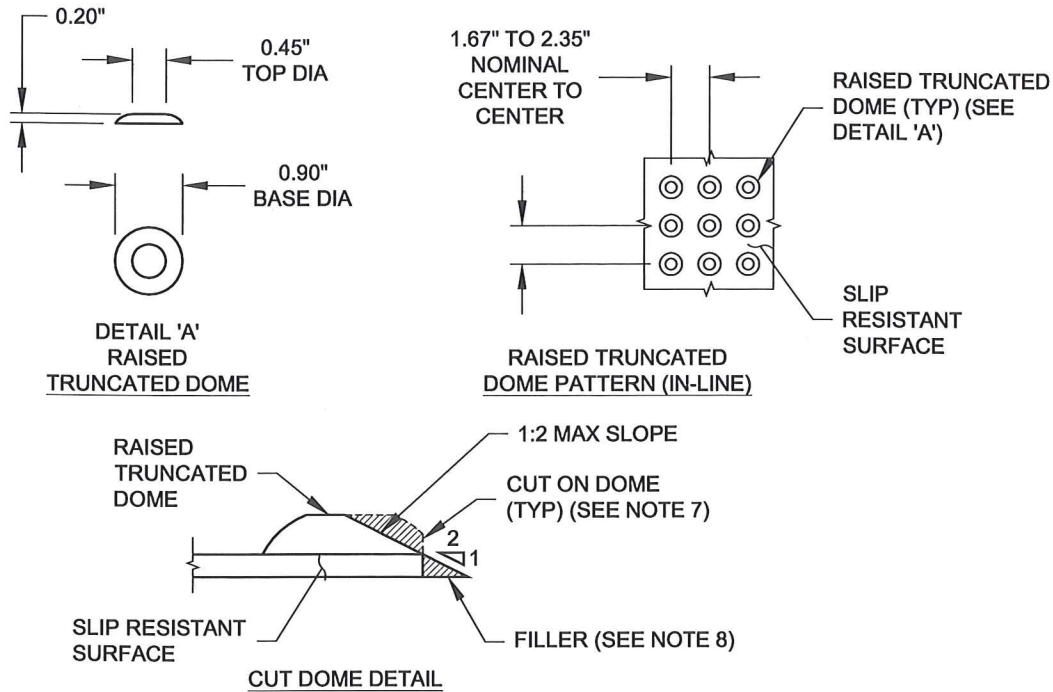 0.20"
0.45"
TOP DIA
0.90"
BASE DIA
DETAIL 'A'
RAISED
TRUNCATED DOME
1.67" TO 2.35"
NOMINAL
CENTER TO
CENTER
RAISED TRUNCATED
DOME (TYP) (SEE
DETAIL 'A')
SLIP
RESISTANT
SURFACE
RAISED TRUNCATED
DOME PATTERN (IN-LINE)
RAISED
TRUNCATED
DOME
1:2 MAX SLOPE
CUT ON DOME
(TYP) (SEE NOTE 7)
2
1
SLIP RESISTANT
SURFACE
FILLER (SEE NOTE 8)
CUT DOME DETAIL